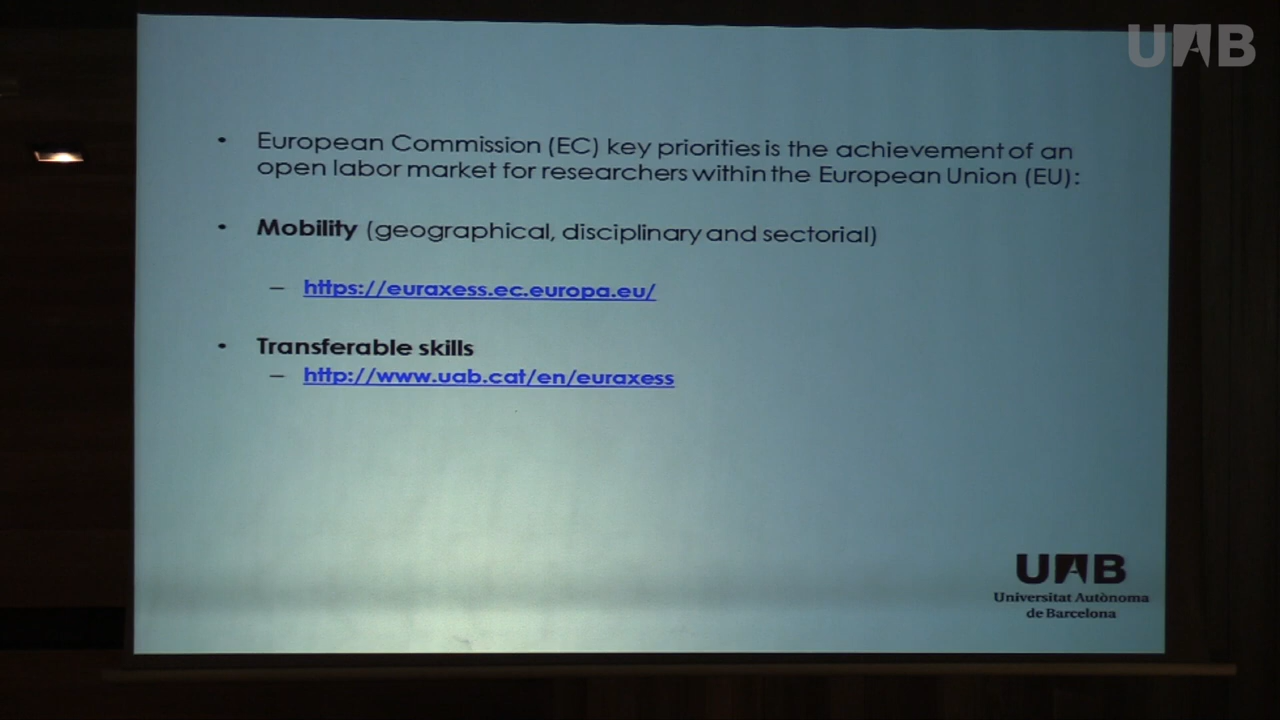 UAB
• European Commission (EC) key priorities is the achievement of an
open labor market for researchers within the European Union (EU):
• Mobility (geographical, disciplinary and sectorial)
– https://euraxess.ec.europa.eu/
• Transferable skills
– http://www.uab.cat/en/euraxess
UAB
Universitat Autònoma
de Barcelona